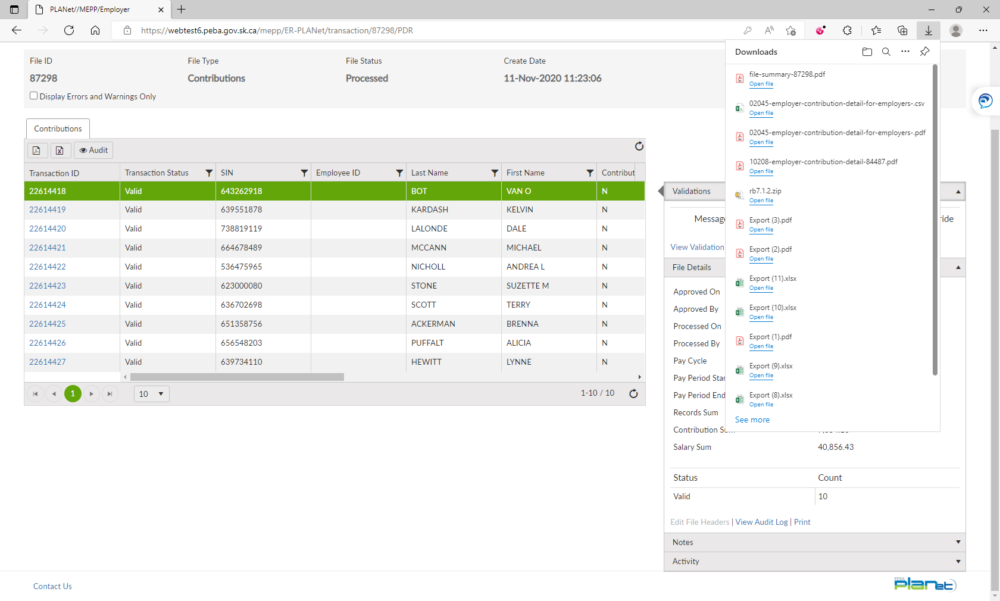 PLANet//MEPP/Employer
https://webtest6.peba.gov.sk.ca/mepp/ER-PLANet/transaction/87298/PDR
File ID File Type File Status Create Date
87298 Contributions Processed 11-Nov-2020 11:23:06
Display Errors and Warnings Only
Contributions
Audit
Transaction ID Transaction Status SIN Employee ID Last Name First Name Contribut
22614418 Valid 643262918 BOT VAN O N
22614419 Valid 639551878 KARDASH KELVIN N
22614420 Valid 738819119 LALONDE DALE N
22614421 Valid 664678489 MCCANN MICHAEL N
22614422 Valid 536475965 NICHOLL ANDREA L N
22614423 Valid 623000080 STONE SUZETTE M N
22614424 Valid 636702698 SCOTT TERRY N
22614425 Valid 651358756 ACKERMAN BRENNA N
22614426 Valid 656548203 PUFFALT ALICIA N
22614427 Valid 639734110 HEWITT LYNNE N
1 10 1-10 / 10
Downloads
file-summary-87298.pdf
Open file
02045-employer-contribution-detail-for-employers-.csv
Open file
02045-employer-contribution-detail-for-employers-.pdf
Open file
10208-employer-contribution-detail-84487.pdf
Open file
rb7.1.2.zip
Open file
Export (3).pdf
Open file
Export (2).pdf
Open file
Export (11).xlsx
Open file
Export (10).xlsx
Open file
Export (1).pdf
Open file
Export (9).xlsx
Open file
Export (8).xlsx
Open file
See more
Validations
Message ride
View Validation
File Details
Approved On
Approved By
Processed On
Processed By
Pay Cycle
Pay Period Star
Pay Period End
Records Sum
Contribution
Salary Sum 40,856.43
Status Count
Valid 10
Edit File Headers | View Audit Log | Print
Notes
Activity
Contact Us
PEBA
planet